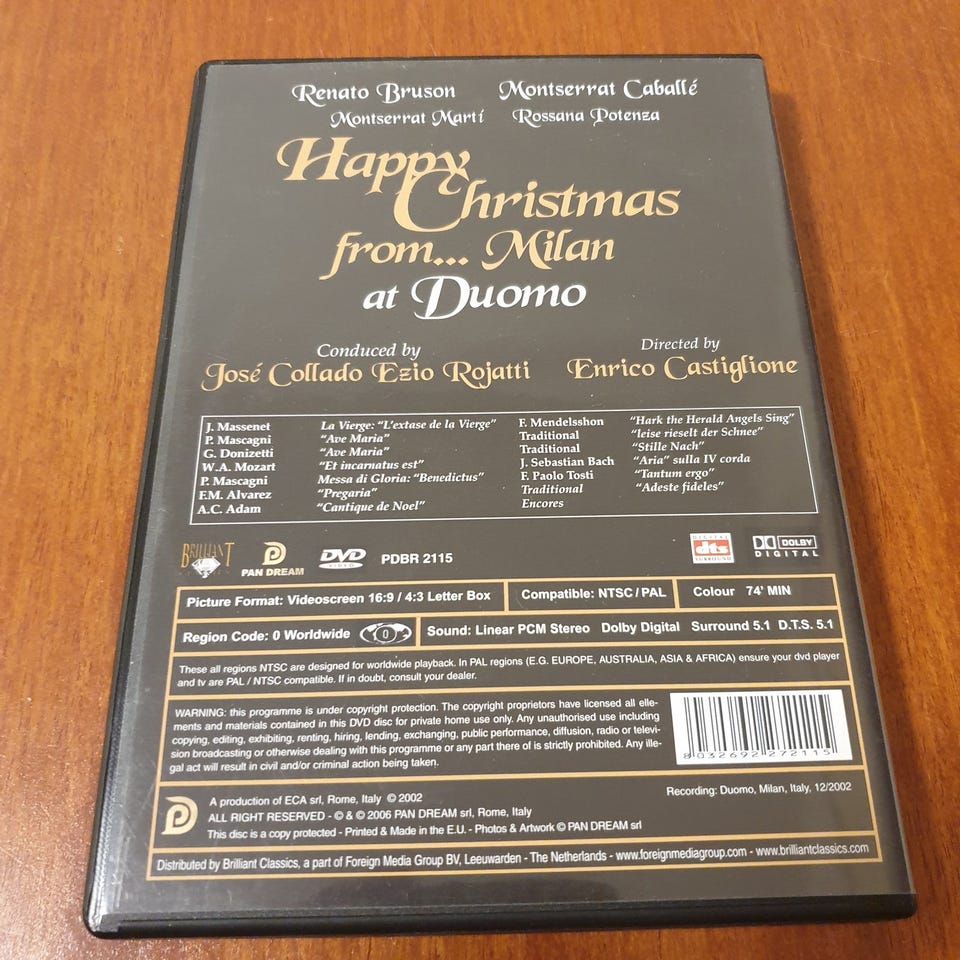 Renato Bruson Montserrat Caballé
Montserrat Martí Rossana Potenza
Happy
Christmas
from... Milan
at Duomo
Conduced by
José Collado Ezio Rojatti
Directed by
Enrico Castiglione
J. Massenet La Vierge: "L'extase de la Vierge"
P. Mascagni "Ave Maria"
G. Donizetti "Ave Maria"
W.A. Mozart "Et incarnatus est"
P. Mascagni Messa di Gloria: "Benedictus"
F.M. Alvarez "Pregaria"
A.C. Adam "Cantique de Noel"
F. Mendelsshon "Hark the Herald Angels Sing"
Traditional "leise rieselt der Schnee"
Traditional "Stille Nach"
J. Sebastian Bach "Aria" sulla IV corda
F. Paolo Tosti "Tantum ergo"
Traditional "Adeste fideles"
Encores
BRILLIANT
PAN DREAM
DVD
VIDEO
PDBR 2115
DIGITAL
dts
SURROUND
DOLBY
DIGITAL
Picture Format: Videoscreen 16:9 / 4:3 Letter Box
Compatible: NTSC / PAL
Colour 74' MIN
Region Code: 0 Worldwide 0
Sound: Linear PCM Stereo Dolby Digital Surround 5.1 D.T.S. 5.1
These all regions NTSC are designed for worldwide playback. In PAL regions (E.G. EUROPE, AUSTRALIA, ASIA & AFRICA) ensure your dvd player
and tv are PAL / NTSC compatible. If in doubt, consult your dealer.
WARNING: this programme is under copyright protection. The copyright proprietors have licensed all elle-
ments and materials contained in this DVD disc for private home use only. Any unauthorised use including
copying, editing, exhibiting, renting, hiring, lending, exchanging, public performance, diffusion, radio or televi-
sion broadcasting or otherwise dealing with this programme or any part therer of is strictly prohibited. Any ille-
gal act will result in civil and/or criminal action being taken.
8 032692 272115
A production of ECA srl, Rome, Italy © 2002
ALL RIGHT RESERVED - © & © 2006 PAN DREAM srl, Rome, Italy
This disc is a copy protected - Printed & Made in the E.U. - Photos & Artwork © PAN DREAM srl
Recording: Duomo, Milan, Italy, 12/2002
Distributed by Brilliant Classics, a part of Foreign Media Group BV, Leeuwarden - The Netherlands - www.foreignmediagroup.com - www.brilliantclassics.com